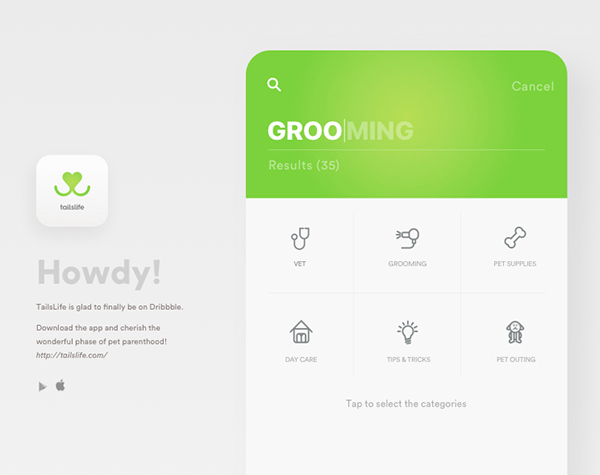 tailslife
Howdy!
TailsLife is glad to finally be on Dribbble.
Download the app and cherish the
wonderful phase of pet parenthood!
http://tailslife.com/
Cancel
GROOMING
Results (35)
VET
GROOMING
PET SUPPLIES
DAY CARE
TIPS & TRICKS
PET OUTING
Tap to select the categories